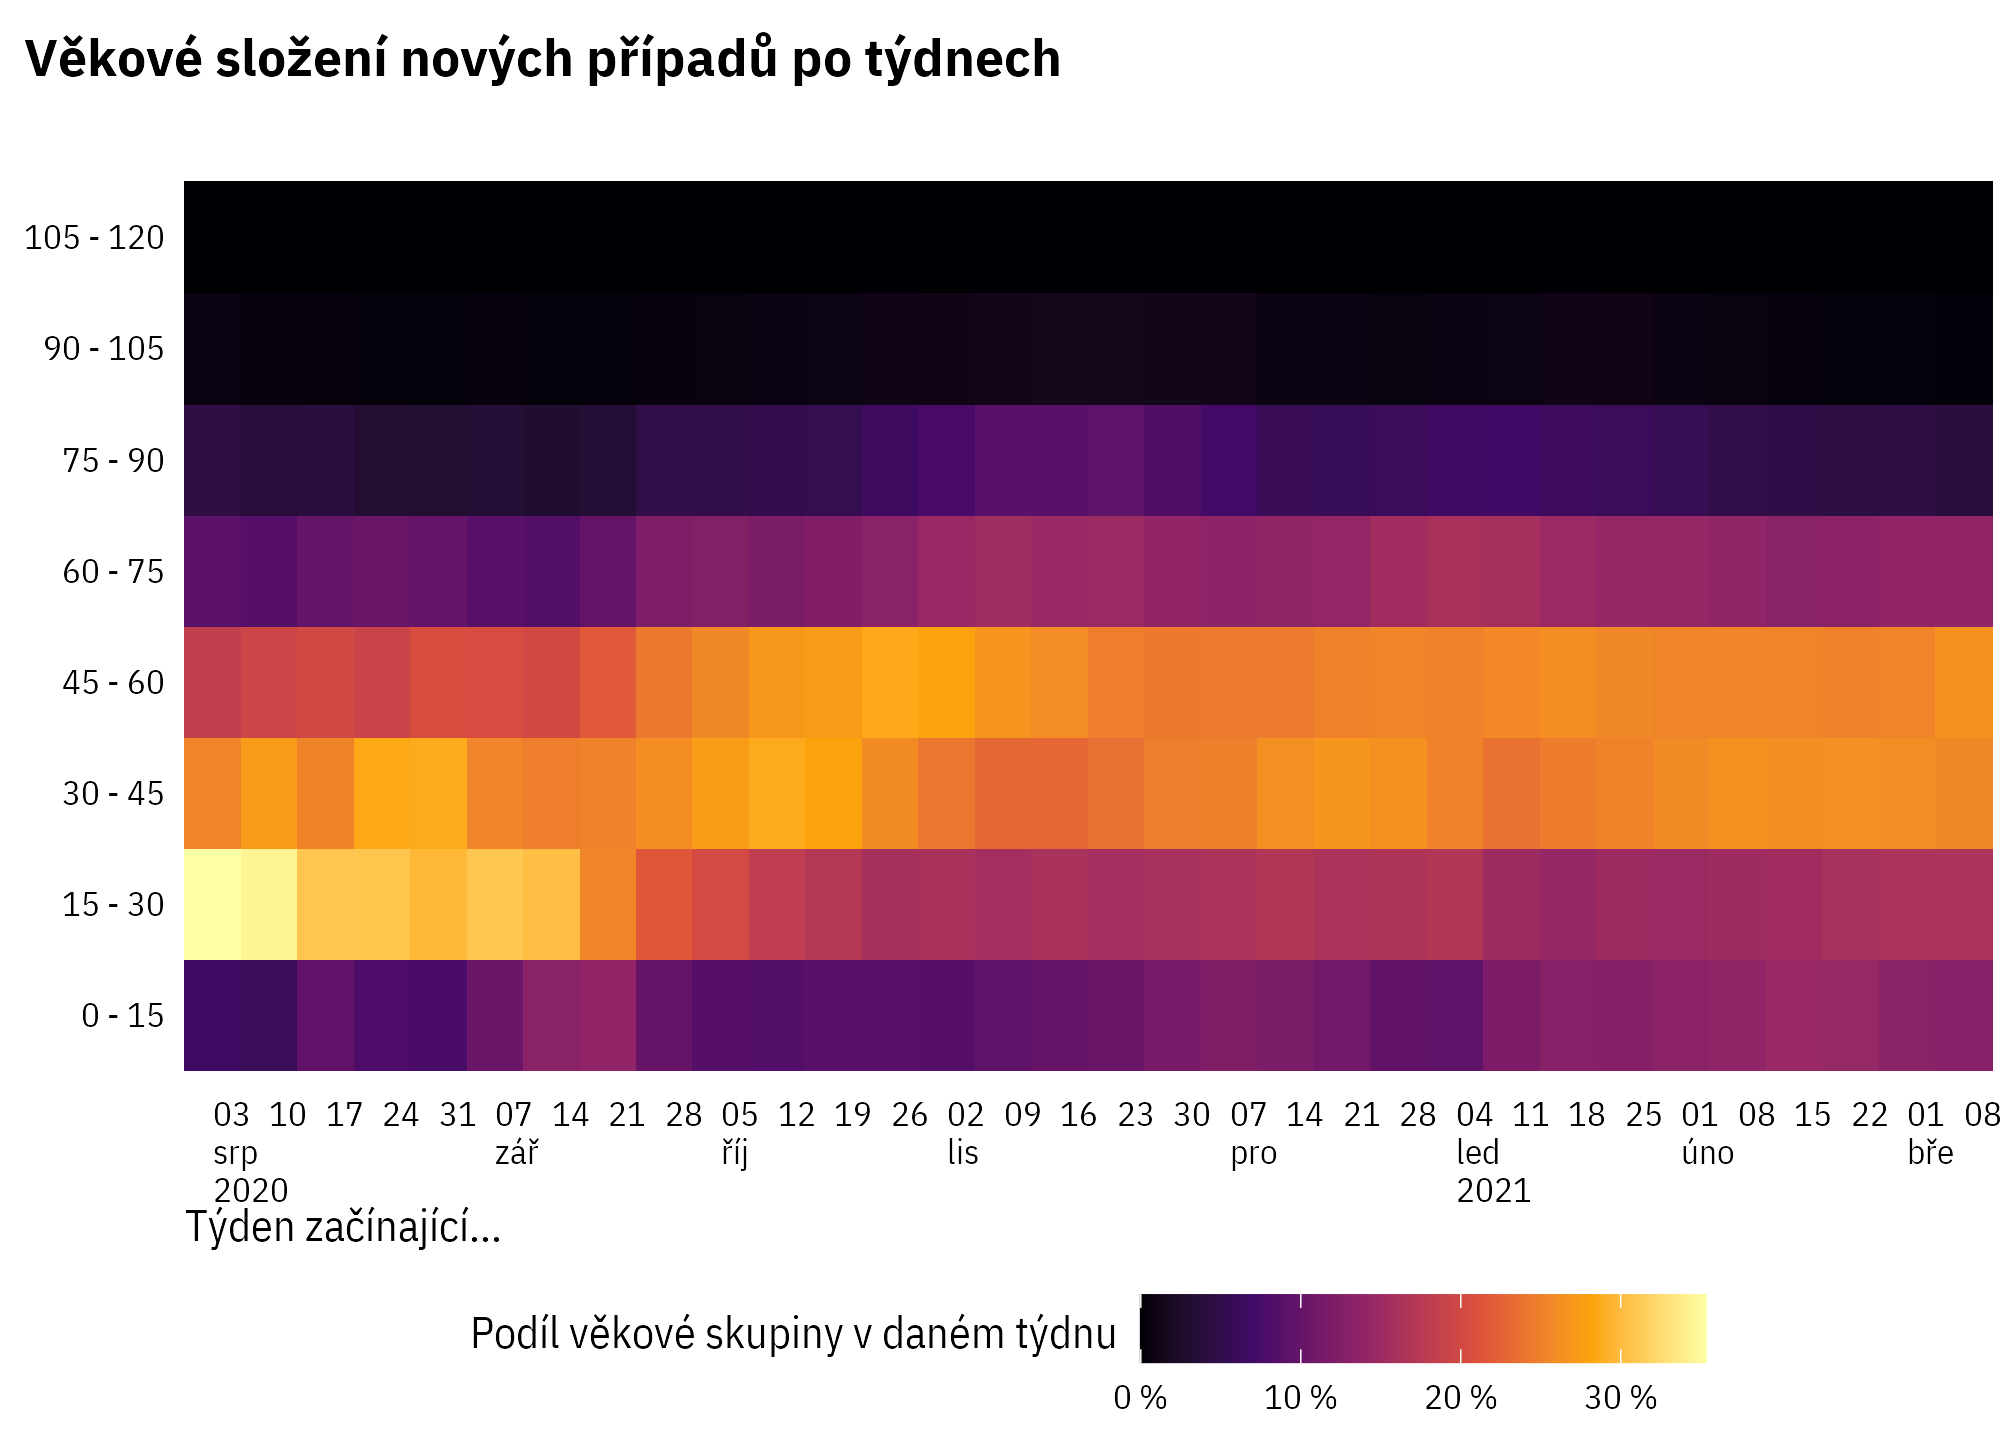 Věkové složení nových případů po týdnech
105 - 120
90 - 105
75 - 90
60 - 75
45 - 60
30 - 45
15 - 30
0 - 15
03 10 17 24 31 07 14 21 28 05 12 19 26 02 09 16 23 30 07 14 21 28 04 11 18 25 01 08 15 22 01 08
srp zář říj lis pro led úno bře
2020 2021
Týden začínající...
Podíl věkové skupiny v daném týdnu
0 % 10 % 20 % 30 %